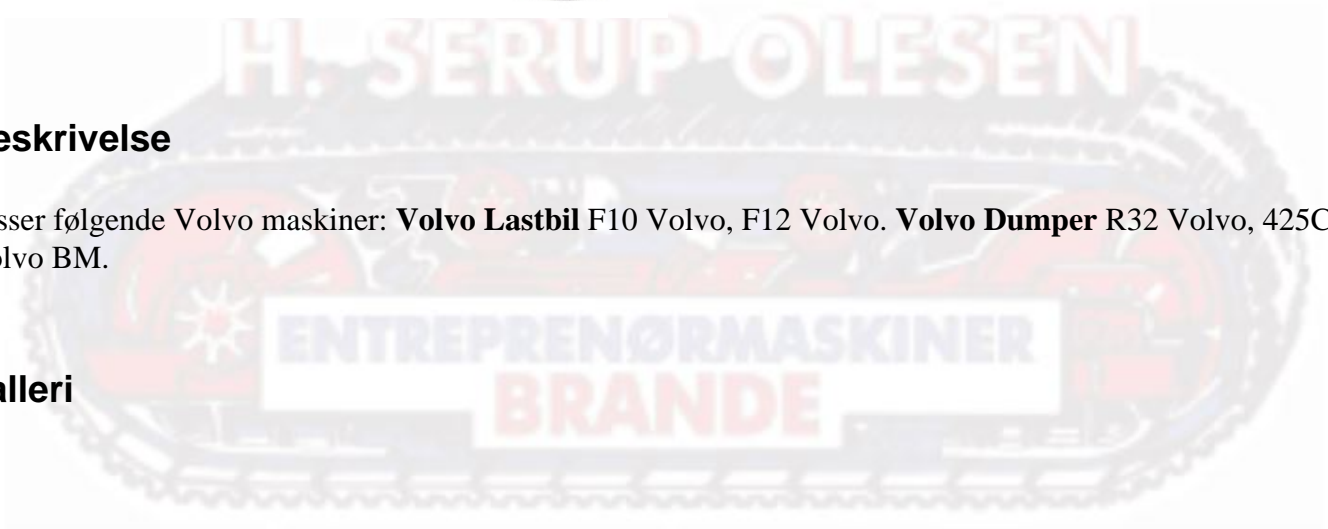 H. SERUP OLESEN
eskrivelse
sser følgende Volvo maskiner: Volvo Lastbil F10 Volvo, F12 Volvo. Volvo Dumper R32 Volvo, 425C
olvo BM.
ENTREPRENØRMASKINER
BRANDE
alleri